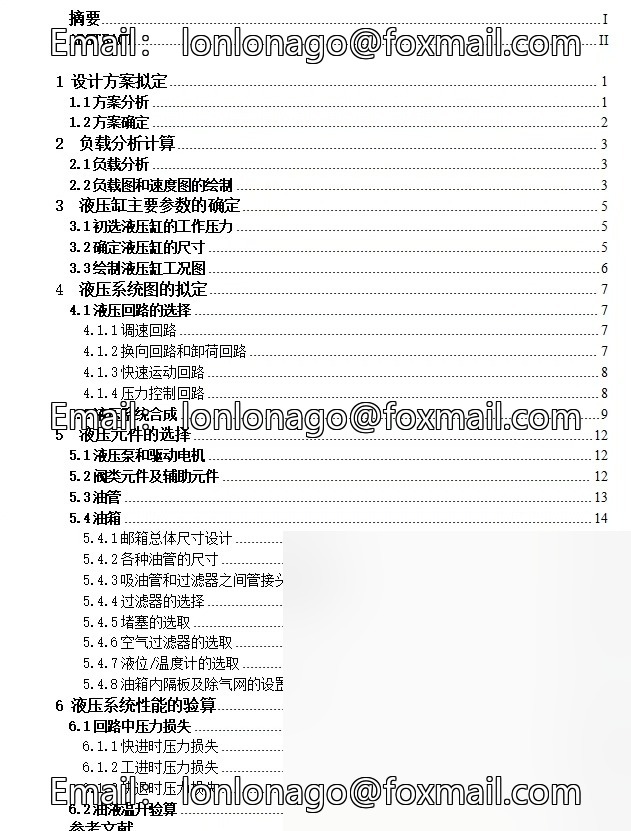 摘要 I
Email： lonlonago@foxmail.com
II
1 设计方案拟定 1
1.1方案分析 1
1.2方案确定 2
2 负载分析计算 3
2.1负载分析 3
2.2负载图和速度图的绘制 3
3 液压缸主要参数的确定 5
3.1初选液压缸的工作压力 5
3.2确定液压缸的尺寸 5
3.3绘制液压缸工况图 6
4 液压系统图的拟定 7
4.1液压回路的选择 7
4.1.1调速回路 7
4.1.2换向回路和卸荷回路 7
4.1.3快速运动回路 8
4.1.4压力控制回路 8
统合成 9
Email： lonlonago@foxmail.com
5 液压元件的选择 12
5.1液压泵和驱动电机 12
5.2阀类元件及辅助元件 12
5.3油管 13
5.4油箱 14
5.4.1邮箱总体尺寸设计
5.4.2各种油管的尺寸
5.4.3吸油管和过滤器之间管接头
5.4.4过滤器的选择
5.4.5堵塞的选取
5.4.6空气过滤器的选取
5.4.7液位/温度计的选取
5.4.8油箱内隔板及除气网的设置
6 液压系统性能的验算
6.1回路中压力损失
6.1.1快进时压力损失
6.1.2工进时压力损失
退时压力损失
Email： lonlonago@foxmail.com
6.2油液温升验算
参考文献